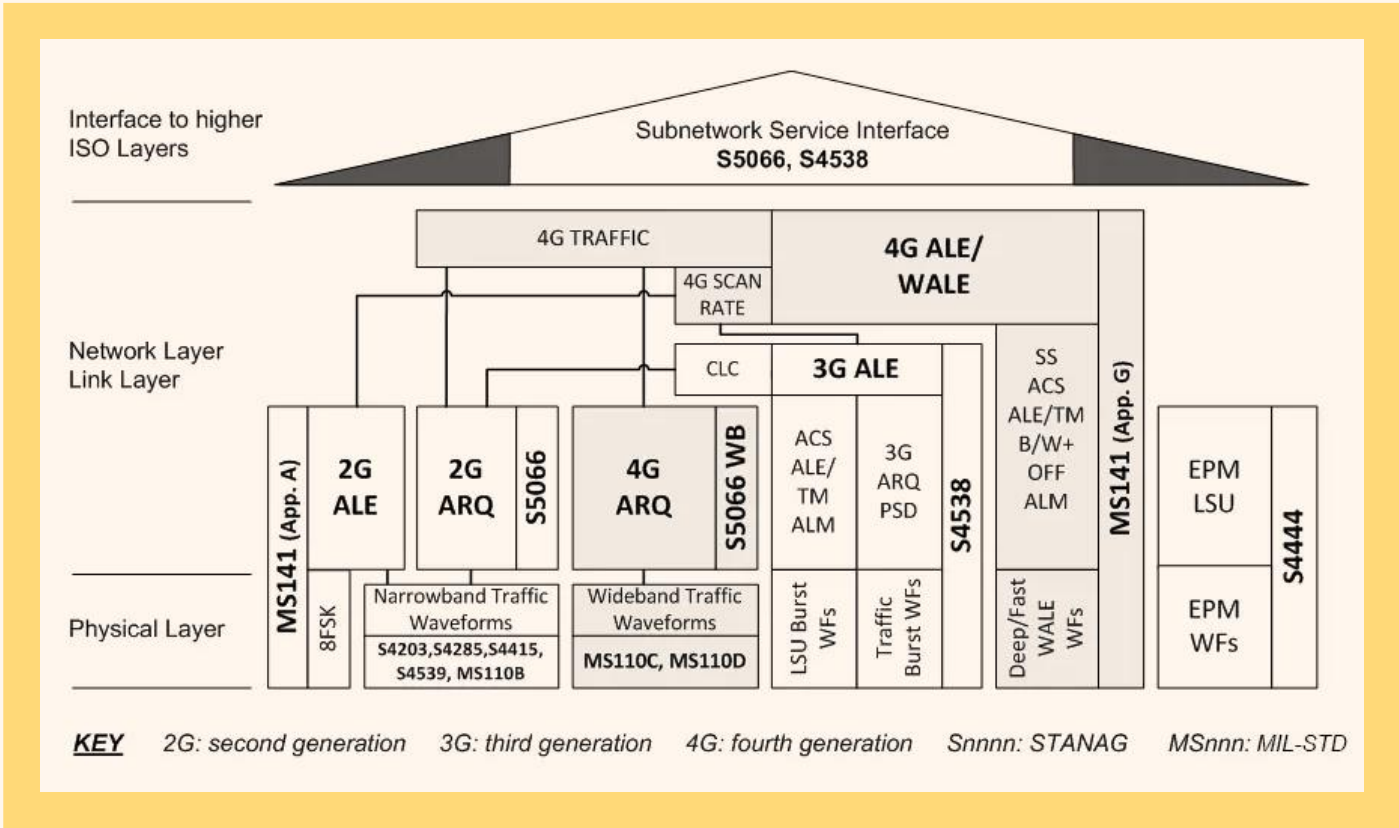 Interface to higher
ISO Layers
Subnetwork Service Interface
S5066, S4538
4G TRAFFIC
4G ALE/
WALE
4G SCAN
RATE
Network Layer
Link Layer
CLC
3G ALE
MS141 (App. A)
2G
ALE
2G
ARQ
S5066
4G
ARQ
S5066 WB
ACS
ALE/
TM
ALM
3G
ARQ
PSD
S4538
SS
ACS
ALE/TM
B/W+
OFF
ALM
MS141 (App. G)
EPM
LSU
S4444
Physical Layer
8FSK
Narrowband Traffic
Waveforms
S4203,S4285,S4415,
S4539, MS110B
Wideband Traffic
Waveforms
MS110C, MS110D
LSU Burst
WFs
Traffic
Burst WFs
Deep/Fast
WALE
WFs
EPM
WFs
KEY 2G: second generation 3G: third generation 4G: fourth generation Snnnn: STANAG MSnnn: MIL-STD